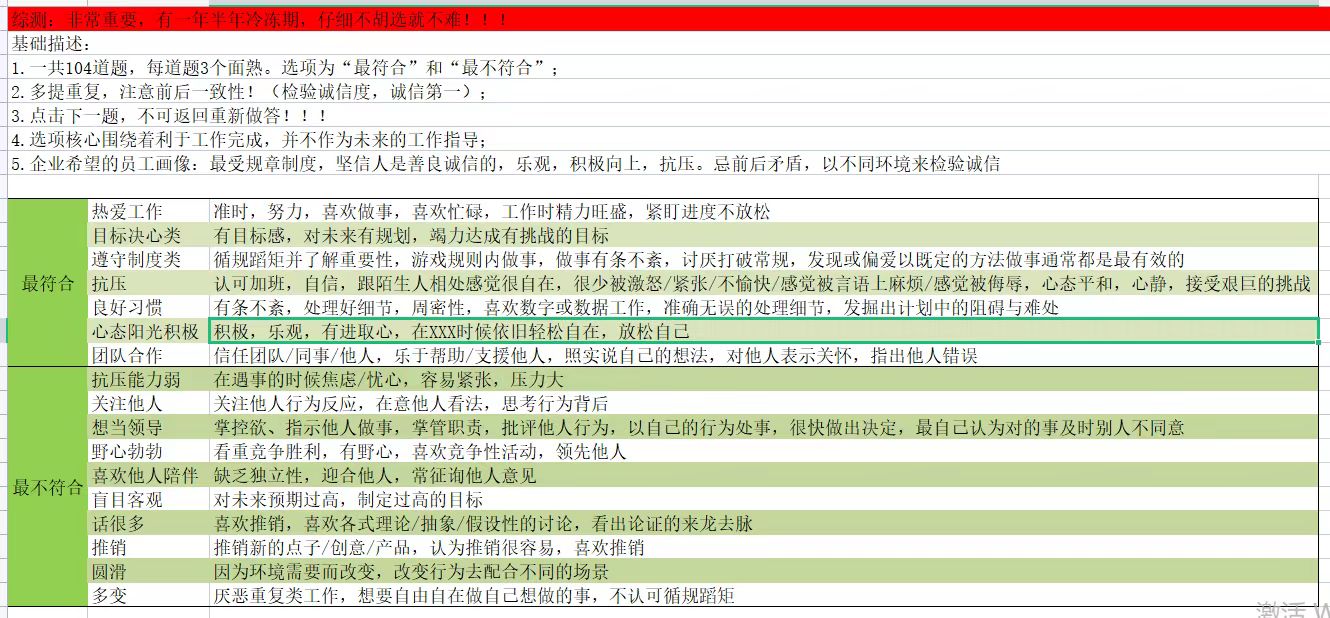 综测：非常重要，有一年半年冷冻期，仔细不胡选就不难！！！
基础描述：
1.一共104道题，每道题3个面熟。选项为“最符合”和“最不符合”；
2.多提重复，注意前后一致性！（检验诚信度，诚信第一）；
3.点击下一题，不可返回重新做答！！！
4.选项核心围绕着利于工作完成，并不作为未来的工作指导；
5.企业希望的员工画像：最受规章制度，坚信人是善良诚信的，乐观，积极向上，抗压。忌前后矛盾，以不同环境来检验诚信
最符合
热爱工作 准时，努力，喜欢做事，喜欢忙碌，工作时精力旺盛，紧盯进度不放松
目标决心类 有目标感，对未来有规划，竭力达成有挑战的目标
遵守制度类 循规蹈矩并了解重要性，游戏规则内做事，做事有条不紊，讨厌打破常规，发现或偏爱以既定的方法做事通常都是最有效的
抗压 认可加班，自信，跟陌生人相处感觉很自在，很少被激怒/紧张/不愉快/感觉被言语上麻烦/感觉被侮辱，心态平和，心静，接受艰巨的挑战
良好习惯 有条不紊，处理好细节，周密性，喜欢数字或数据工作，准确无误的处理细节，发掘出计划中的阻碍与难处
心态阳光积极 积极，乐观，有进取心，在XXX时候依旧轻松自在，放松自己
团队合作 信任团队/同事/他人，乐于帮助/支援他人，照实说自己的想法，对他人表示关怀，指出他人错误
最不符合
抗压能力弱 在遇事的时候焦虑/忧心，容易紧张，压力大
关注他人 关注他人行为反应，在意他人看法，思考行为背后
想当领导 掌控欲、指示他人做事，掌管职责，批评他人行为，以自己的行为处事，很快做出决定，最自己认为对的事及时别人不同意
野心勃勃 看重竞争胜利，有野心，喜欢竞争性活动，领先他人
喜欢他人陪伴 缺乏独立性，迎合他人，常征询他人意见
盲目客观 对未来预期过高，制定过高的目标
话很多 喜欢推销，喜欢各式理论/抽象/假设性的讨论，看出论证的来龙去脉
推销 推销新的点子/创意/产品，认为推销很容易，喜欢推销
圆滑 因为环境需要而改变，改变行为去配合不同的场景
多变 厌恶重复类工作，想要自由自在做自己想做的事，不认可循规蹈矩
激活 W